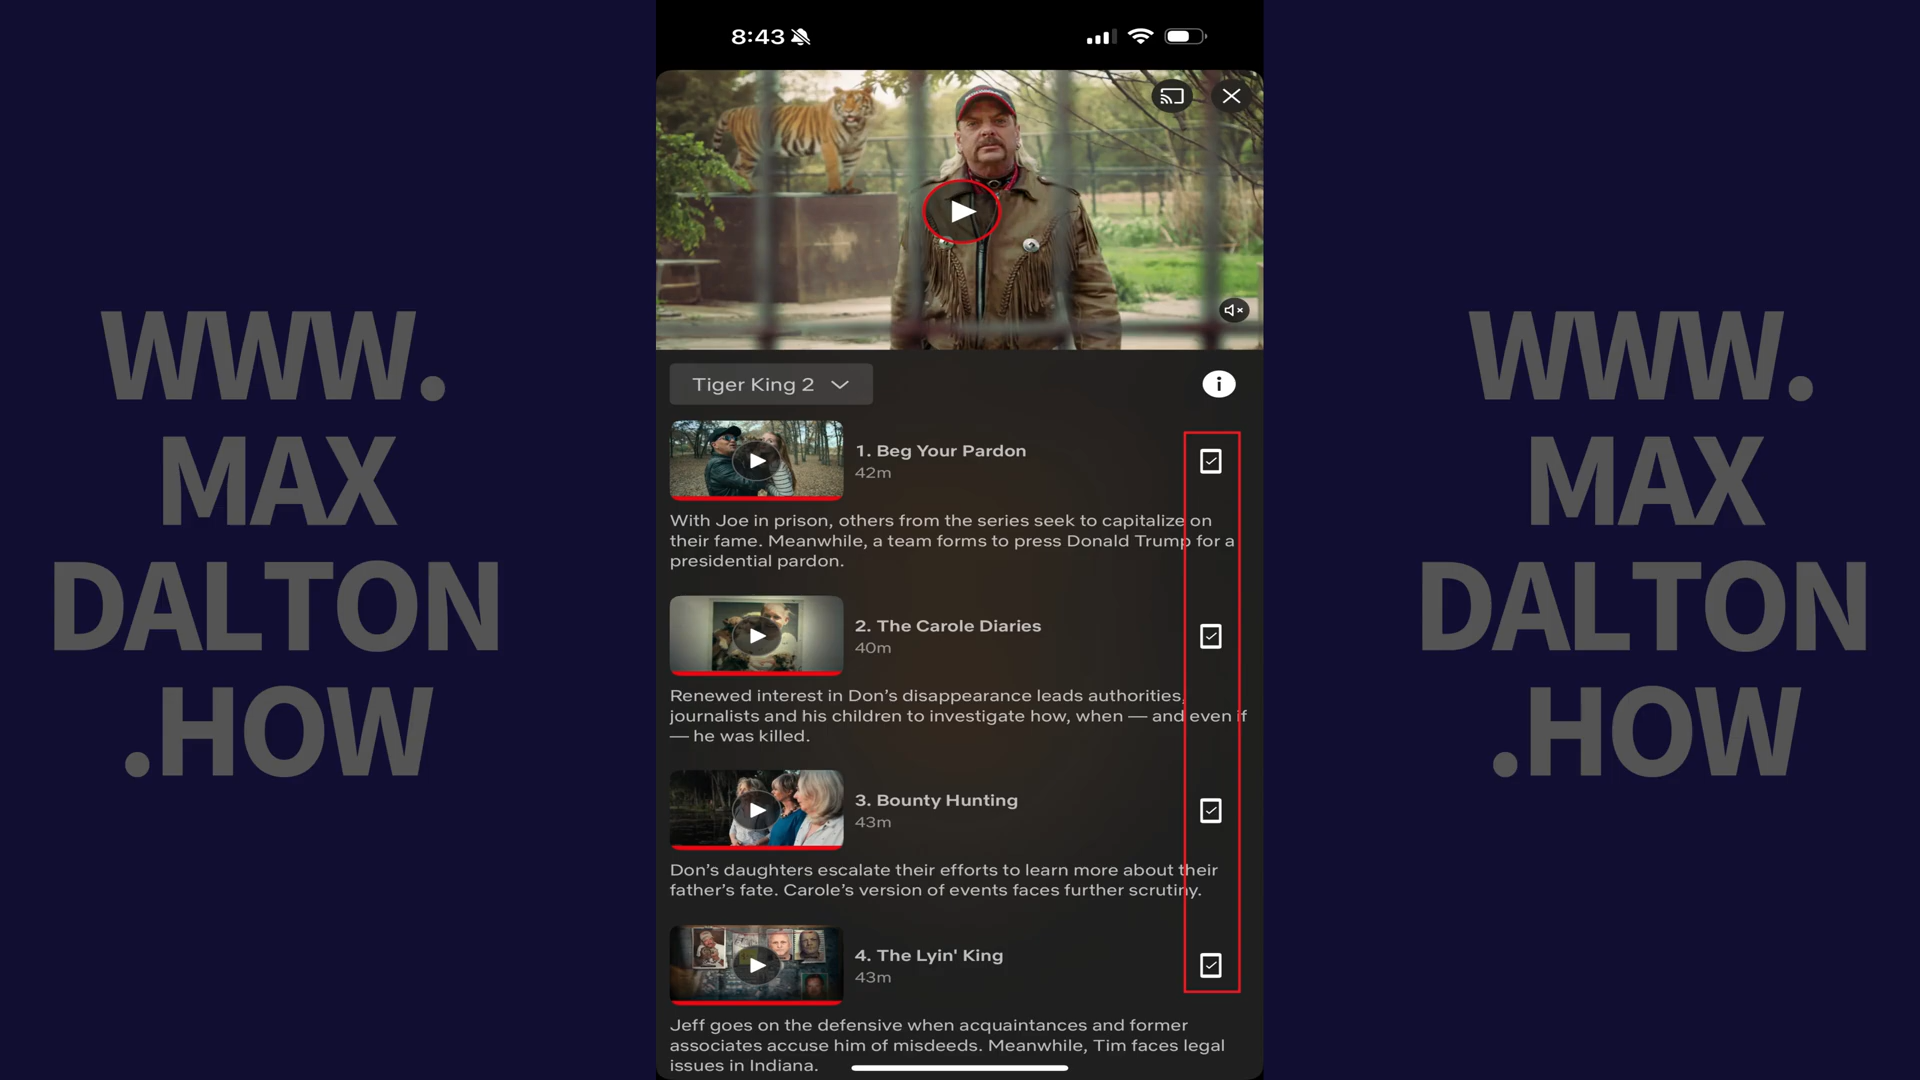 WWW.
MAX
DALTON
.HOW
8:43
Tiger King 2
1. Beg Your Pardon
42m
With Joe in prison, others from the series seek to capitalize on
their fame. Meanwhile, a team forms to press Donald Trump for a
presidential pardon.
2. The Carole Diaries
40m
Renewed interest in Don’s disappearance leads authorities,
journalists and his children to investigate how, when — and even if
— he was killed.
3. Bounty Hunting
43m
Don’s daughters escalate their efforts to learn more about their
father’s fate. Carole’s version of events faces further scrutiny.
4. The Lyin' King
43m
Jeff goes on the defensive when acquaintances and former
associates accuse him of misdeeds. Meanwhile, Tim faces legal
issues in Indiana.
WWW.
MAX
DALTON
.HOW